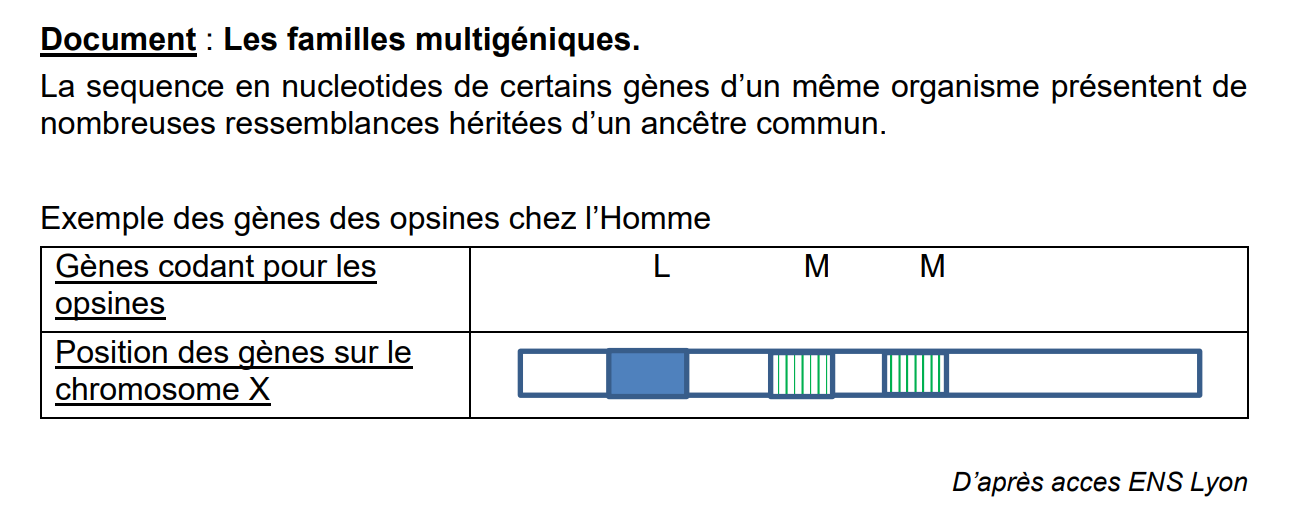 Document : Les familles multigéniques.
La sequence en nucleotides de certains gènes d’un même organisme présentent de
nombreuses ressemblances héritées d’un ancêtre commun.
Exemple des gènes des opsines chez l’Homme
Gènes codant pour les
opsines
L M M
Position des gènes sur le
chromosome X
D’après acces ENS Lyon